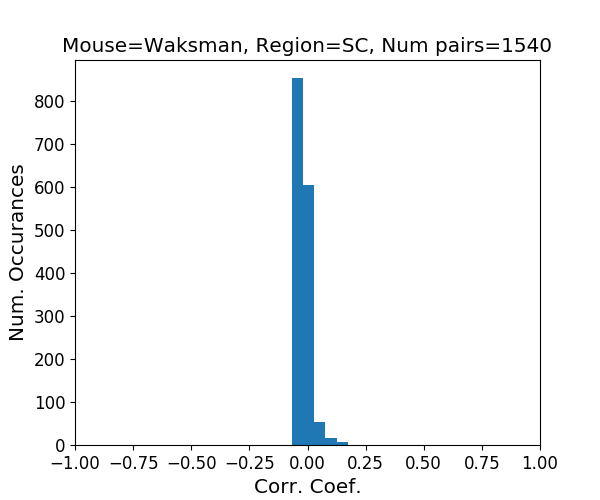 Mouse=Waksman, Region=SC, Num pairs=1540
Num. Occurances
800
700
600
500
400
300
200
100
0
−1.00 −0.75 −0.50 −0.25 0.00 0.25 0.50 0.75 1.00
Corr. Coef.